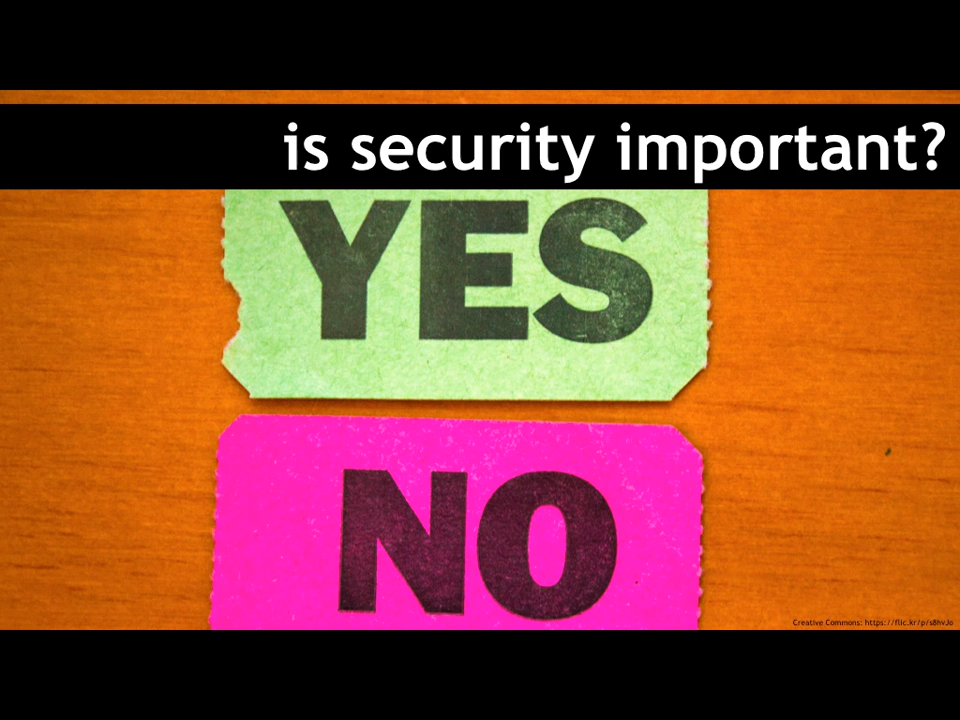 is security important?
YES
NO
Creative Commons: https://flic.kr/p/s8hvJo